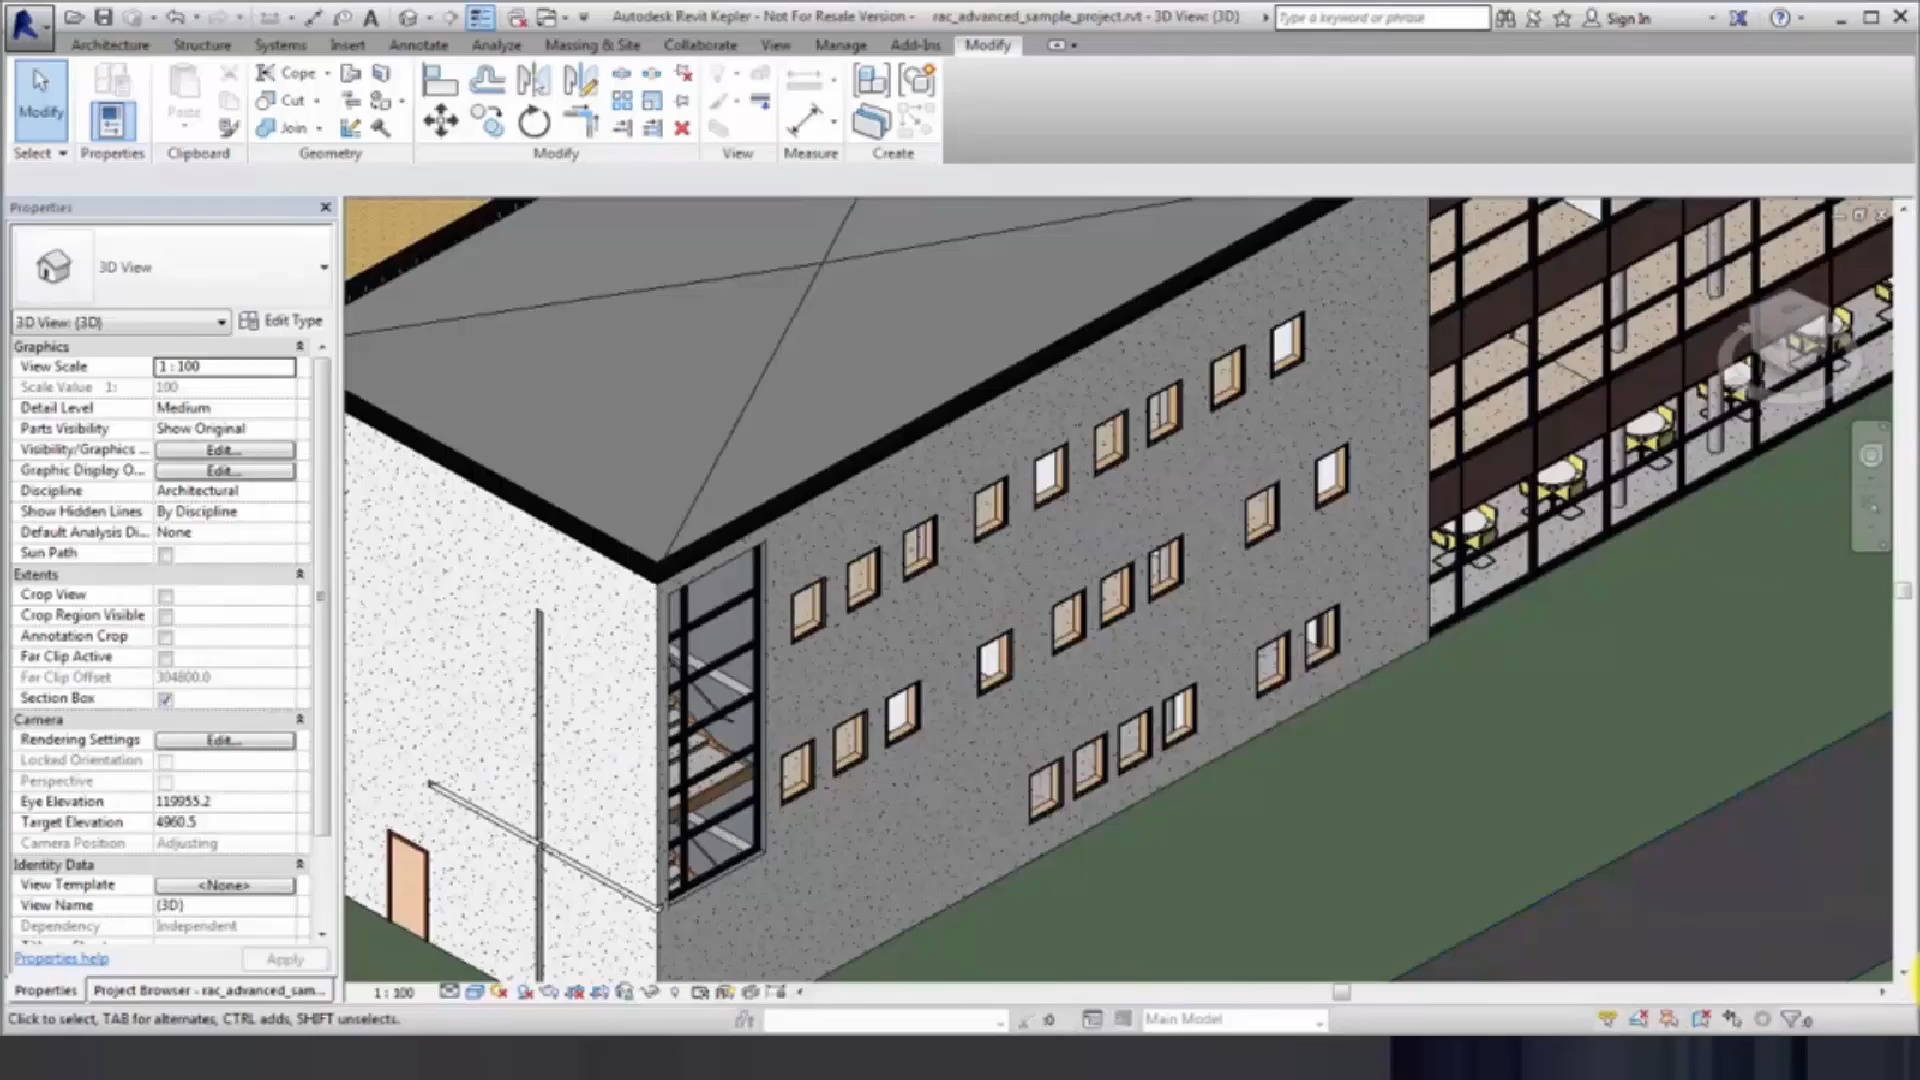 Autodesk Revit Kepler - Not For Resale Version - rac_advanced_sample_project.rvt - 3D View: {3D}
Type a keyword or phrase
Sign In
Architecture Structure Systems Insert Annotate Analyze Massing & Site Collaborate View Manage Add-Ins Modify
Modify
Paste
Cope
Cut
Join
Select Properties Clipboard Geometry Modify View Measure Create
Properties
3D View
3D View: {3D}
Edit Type
Graphics
View Scale 1 : 100
Scale Value 1: 100
Detail Level Medium
Parts Visibility Show Original
Visibility/Graphics ... Edit...
Graphic Display O... Edit...
Discipline Architectural
Show Hidden Lines By Discipline
Default Analysis Di... None
Sun Path
Extents
Crop View
Crop Region Visible
Annotation Crop
Far Clip Active
Far Clip Offset 304800.0
Section Box
Camera
Rendering Settings Edit...
Locked Orientation
Perspective
Eye Elevation 119955.2
Target Elevation 4960.5
Camera Position Adjusting
Identity Data
View Template <None>
View Name {3D}
Dependency Independent
Properties help
Apply
Properties
Project Browser - rac_advanced_sam...
1 : 100
Click to select, TAB for alternates, CTRL adds, SHIFT unselects.
:0
Main Model
:0